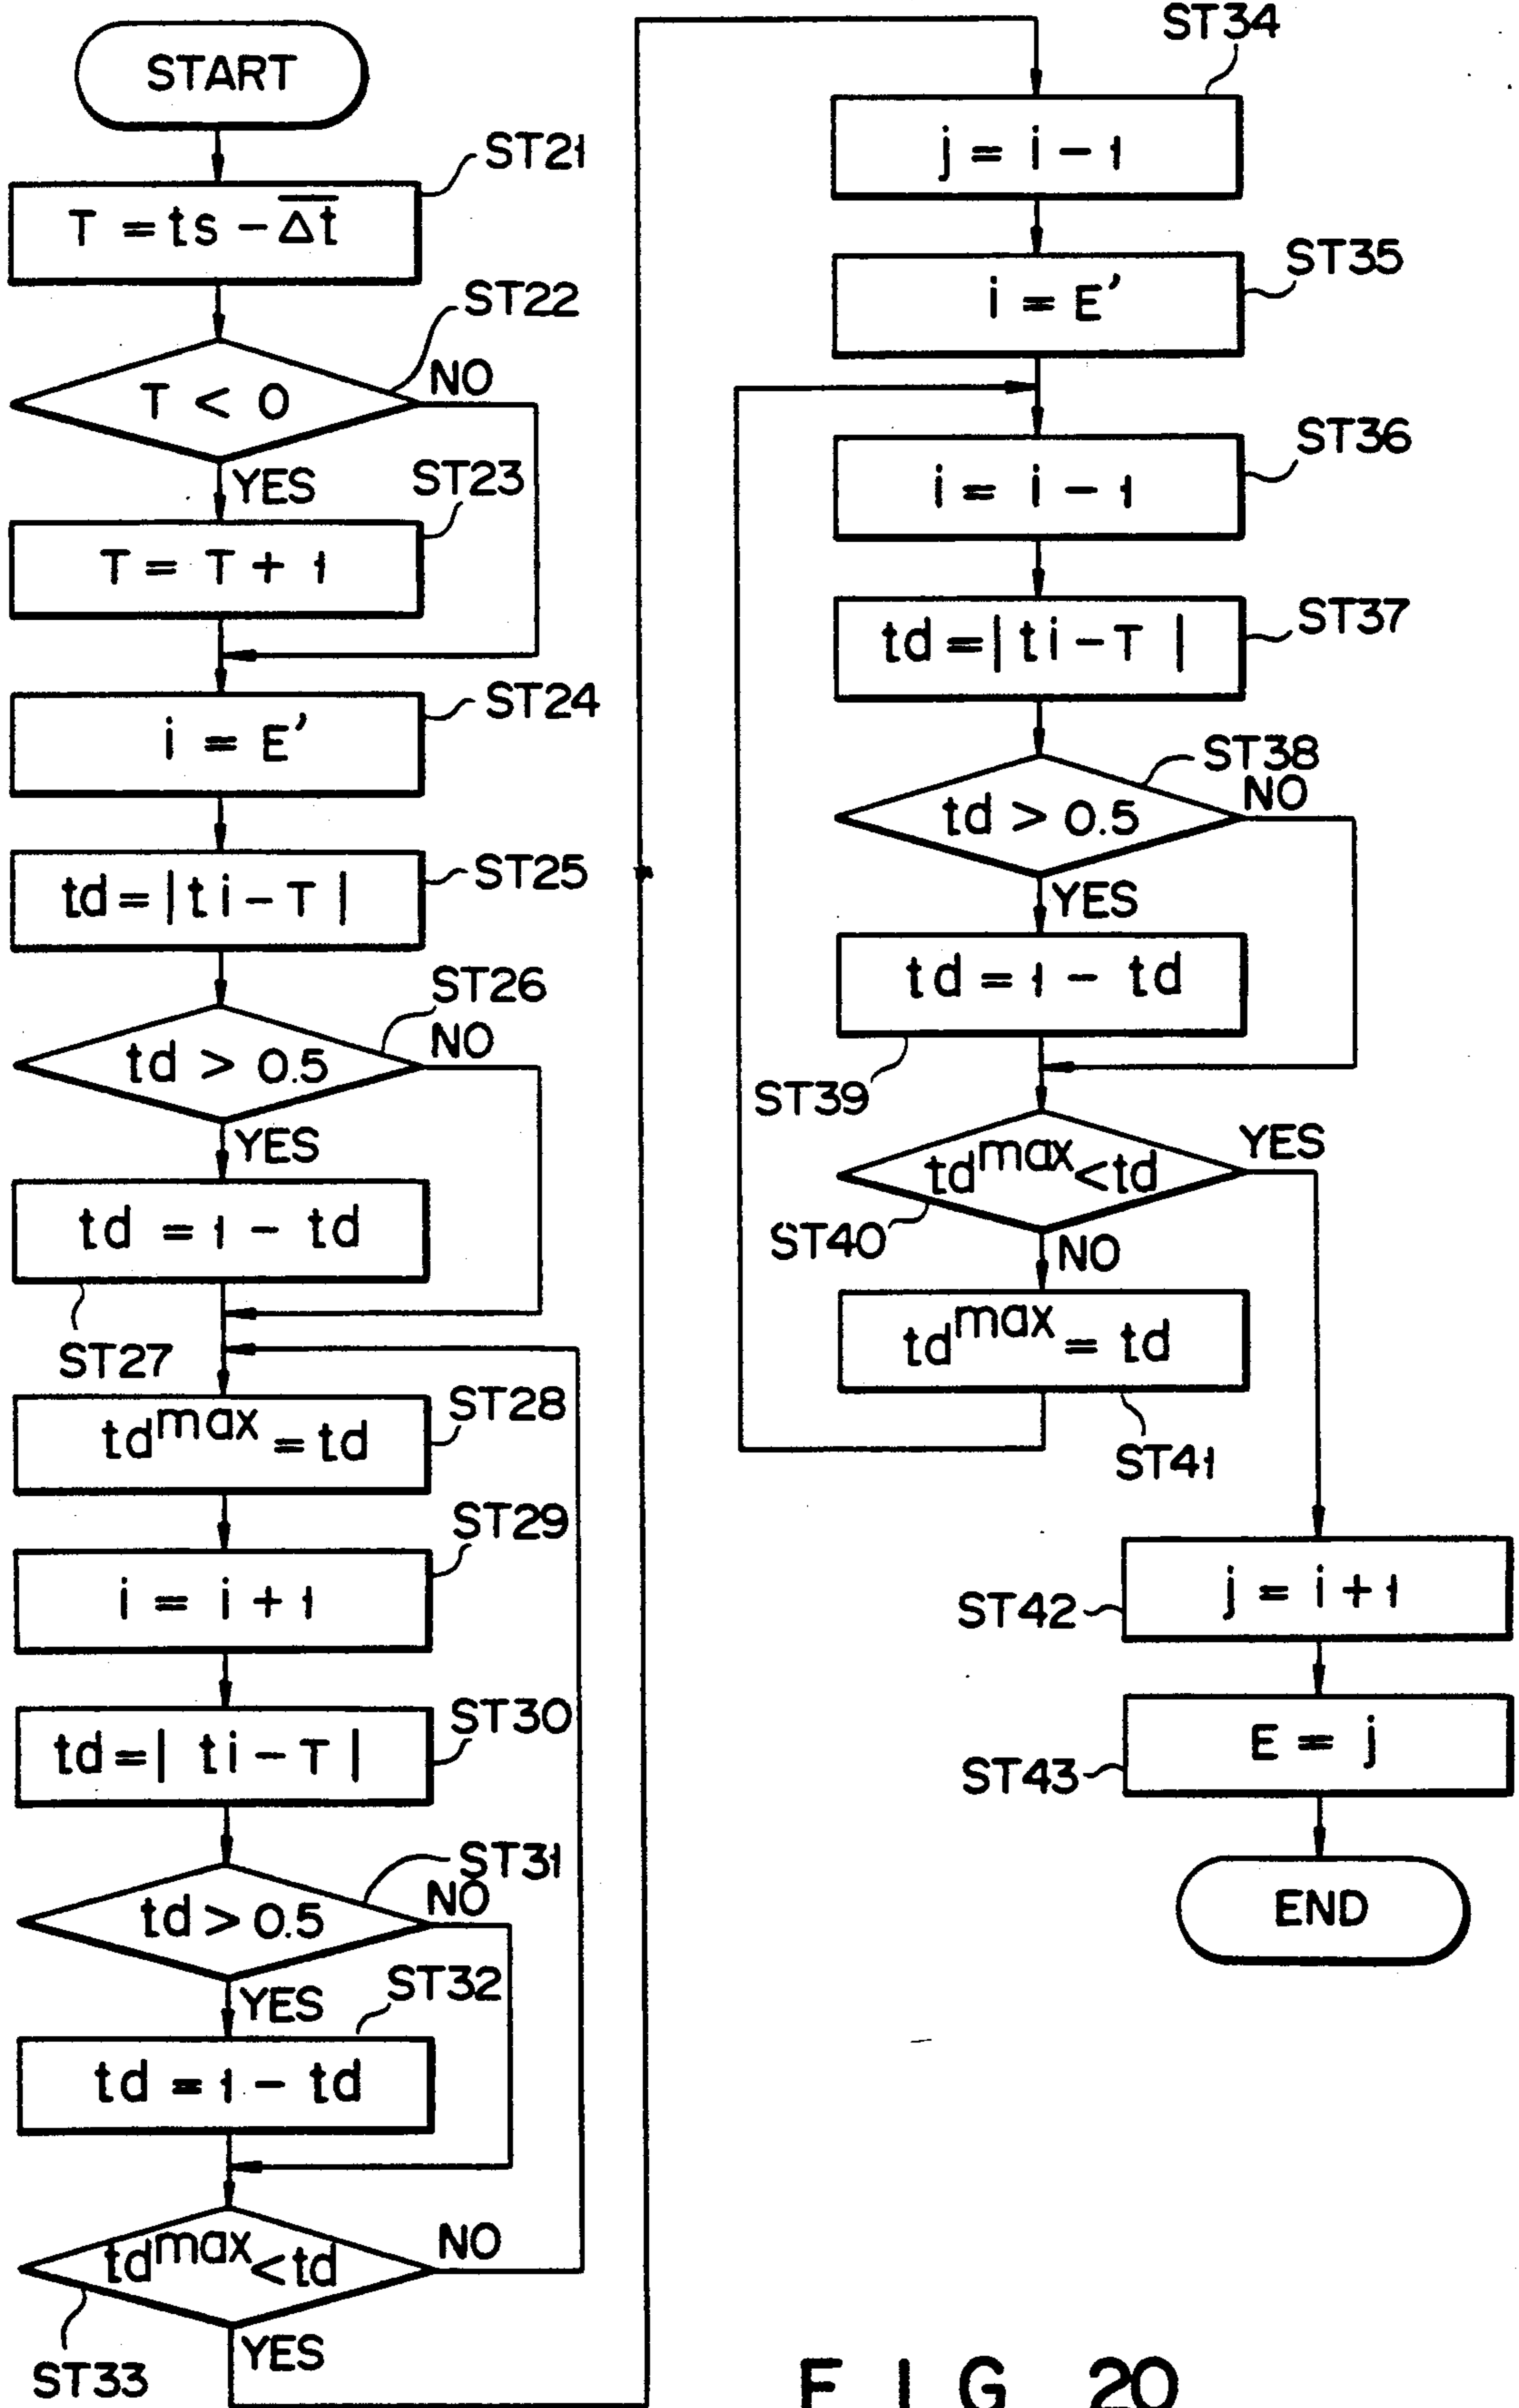 START
ST21
T = ts - Δt̅
ST22
T < 0
NO
YES
ST23
T = T + 1
ST24
i = E'
ST25
td = | ti - T |
ST26
td > 0.5
NO
YES
td = 1 - td
ST27
td^max = td
ST28
ST29
i = i + 1
ST30
td = | ti - T |
ST31
td > 0.5
NO
YES
ST32
td = 1 - td
td^max < td
NO
ST33
YES
ST34
j = i - 1
ST35
i = E'
ST36
i = i - 1
ST37
td = | ti - T |
ST38
td > 0.5
NO
YES
td = 1 - td
ST39
td^max < td
YES
ST40
NO
td^max = td
ST41
j = i + 1
ST42
E = j
ST43
END
FIG. 20